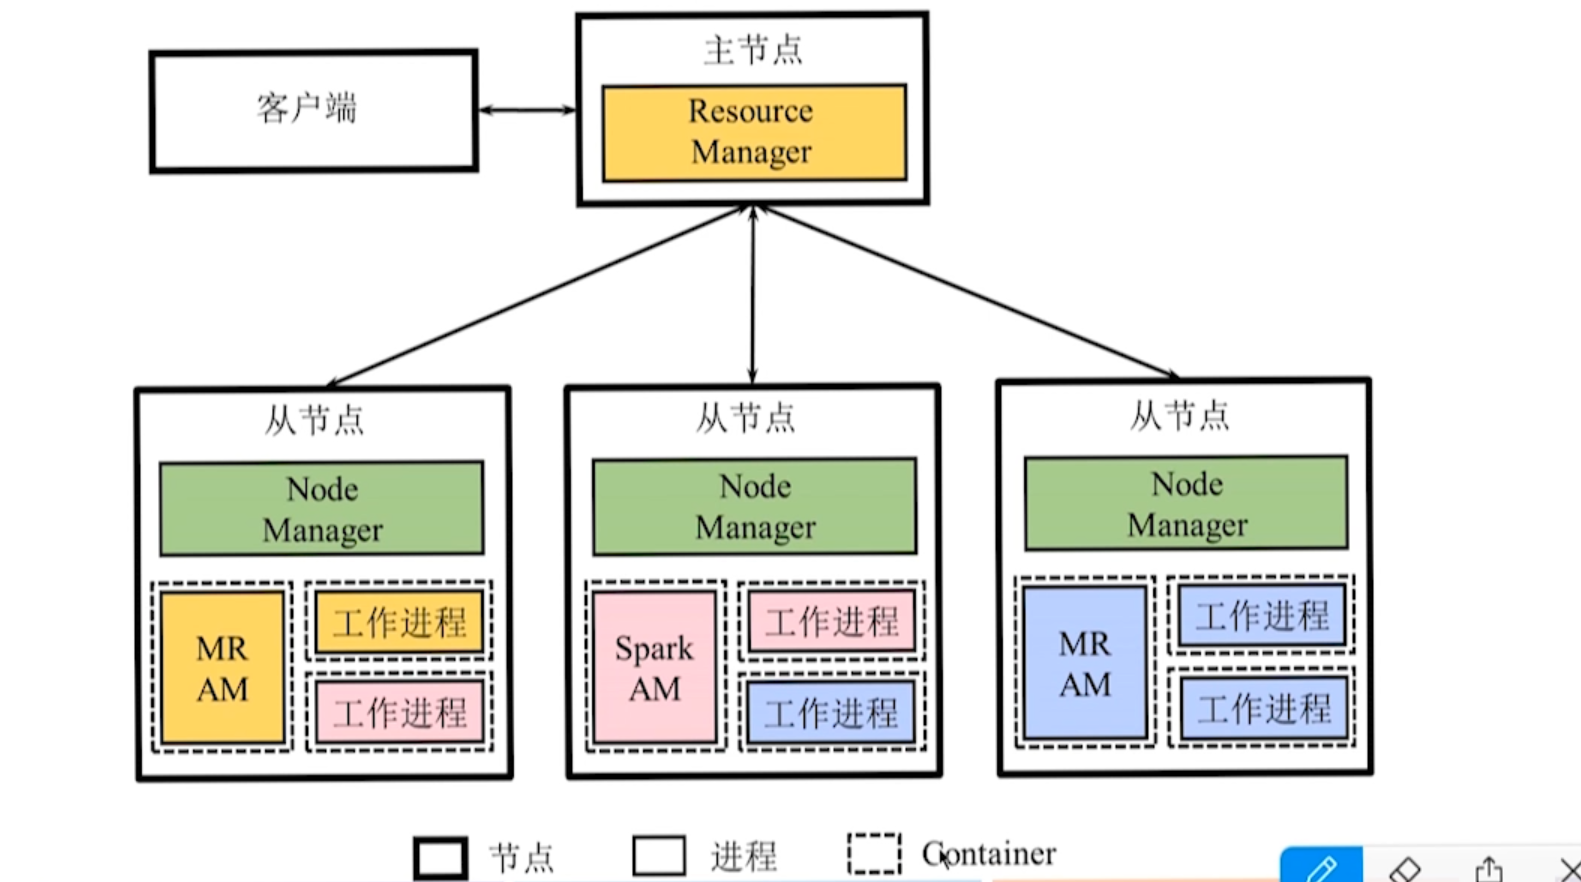 客户端
主节点
Resource
Manager
从节点
Node
Manager
MR
AM
工作进程
工作进程
从节点
Node
Manager
Spark
AM
工作进程
工作进程
从节点
Node
Manager
MR
AM
工作进程
工作进程
节点
进程
Container